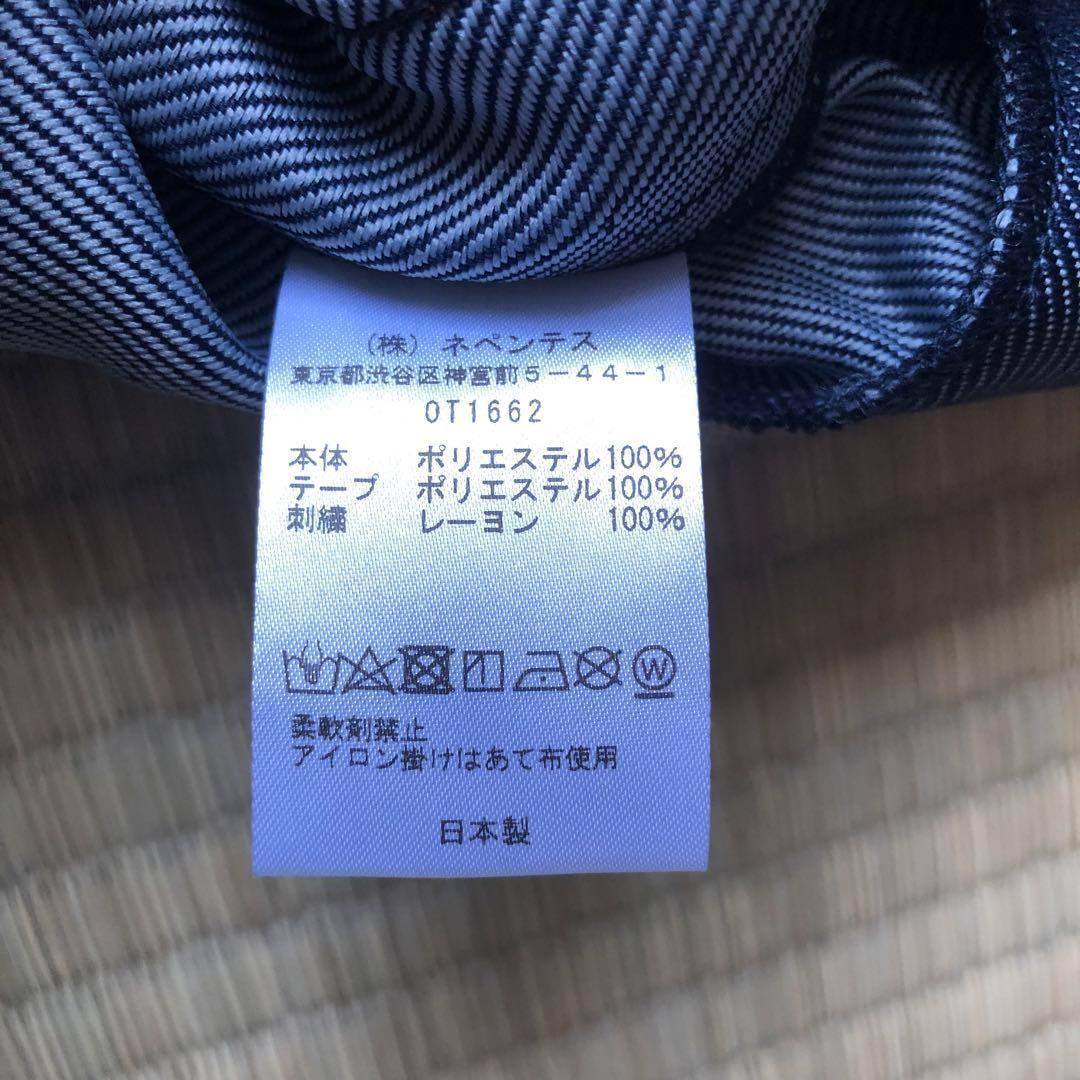 (株) ネペンテス
東京都渋谷区神宮前5-44-1
OT1662
本体 ポリエステル100%
テープ ポリエステル100%
刺繍 レーヨン 100%
W
柔軟剤禁止
アイロン掛けはあて布使用
日本製